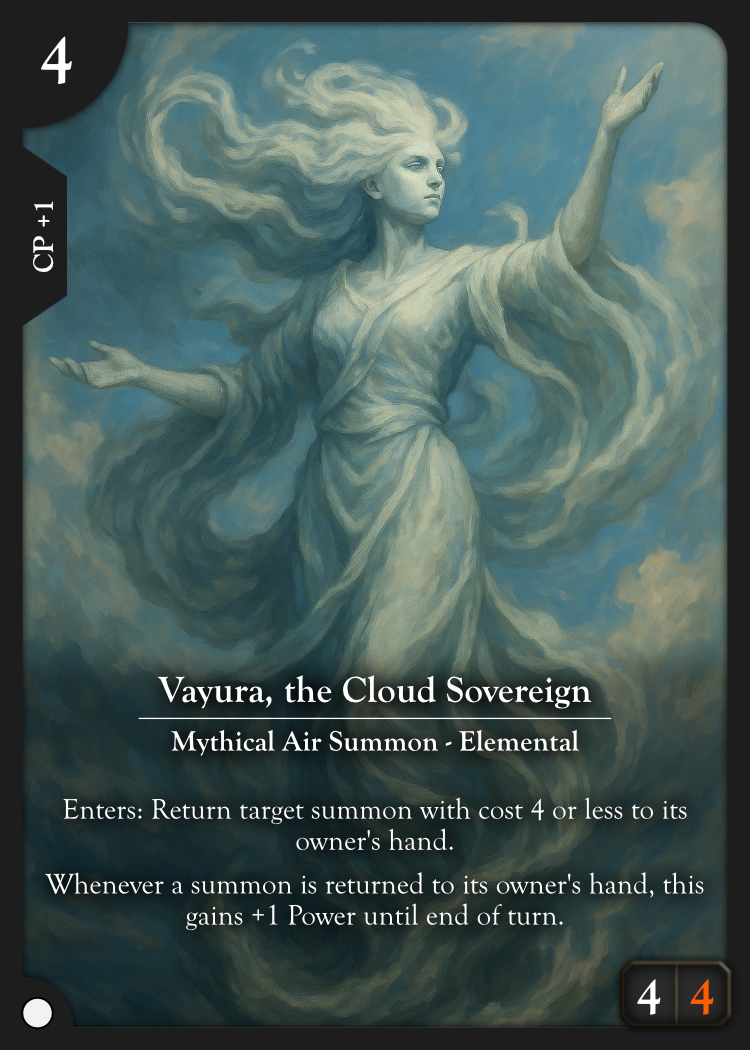 4
CP +1
Vayura, the Cloud Sovereign
Mythical Air Summon - Elemental
Enters: Return target summon with cost 4 or less to its
owner's hand.
Whenever a summon is returned to its owner's hand, this
gains +1 Power until end of turn.
4 4